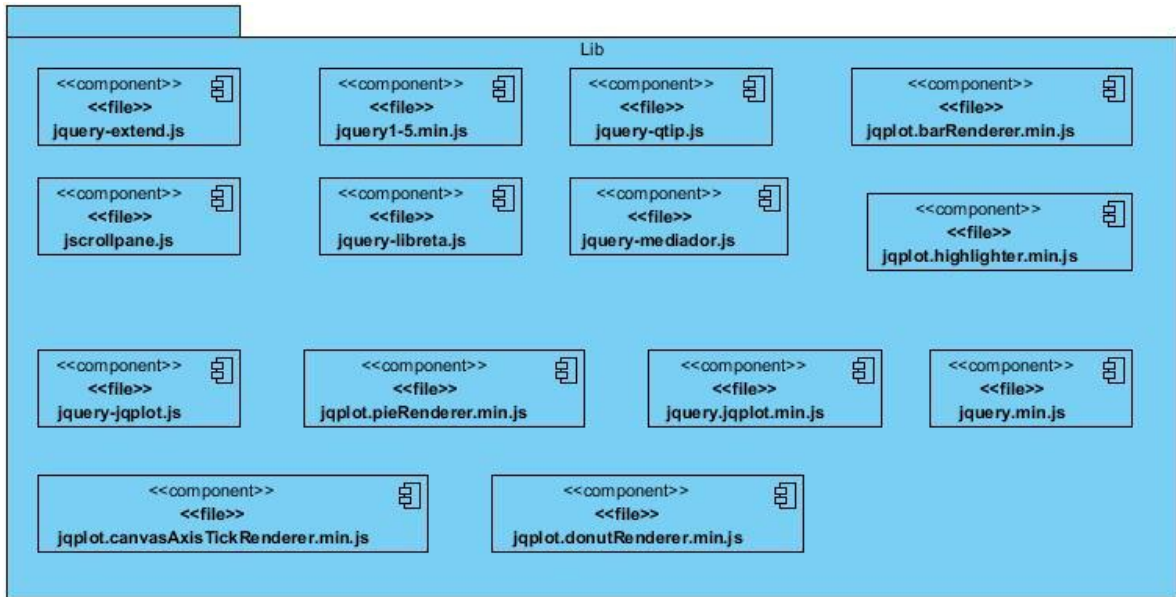 Lib
<<component>>
<<file>>
jquery-extend.js
<<component>>
<<file>>
jquery1-5.min.js
<<component>>
<<file>>
jquery-qtip.js
<<component>>
<<file>>
jqplot.barRenderer.min.js
<<component>>
<<file>>
jscrollpane.js
<<component>>
<<file>>
jquery-libreta.js
<<component>>
<<file>>
jquery-mediador.js
<<component>>
<<file>>
jqplot.highlighter.min.js
<<component>>
<<file>>
jquery-jqplot.js
<<component>>
<<file>>
jqplot.pieRenderer.min.js
<<component>>
<<file>>
jquery.jqplot.min.js
<<component>>
<<file>>
jquery.min.js
<<component>>
<<file>>
jqplot.canvasAxisTickRenderer.min.js
<<component>>
<<file>>
jqplot.donutRenderer.min.js